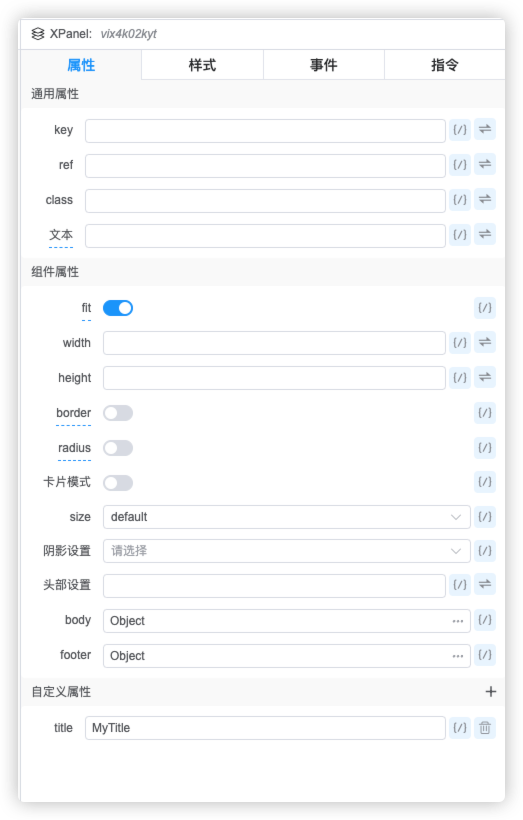 XPanel: vix4k02kyt
属性 样式 事件 指令
通用属性
key {/}
ref {/}
class {/}
文本 {/}
组件属性
fit {/}
width {/}
height {/}
border {/}
radius {/}
卡片模式 {/}
size default {/}
阴影设置 请选择 {/}
头部设置 {/}
body Object ··· {/}
footer Object ··· {/}
自定义属性 +
title MyTitle {/}